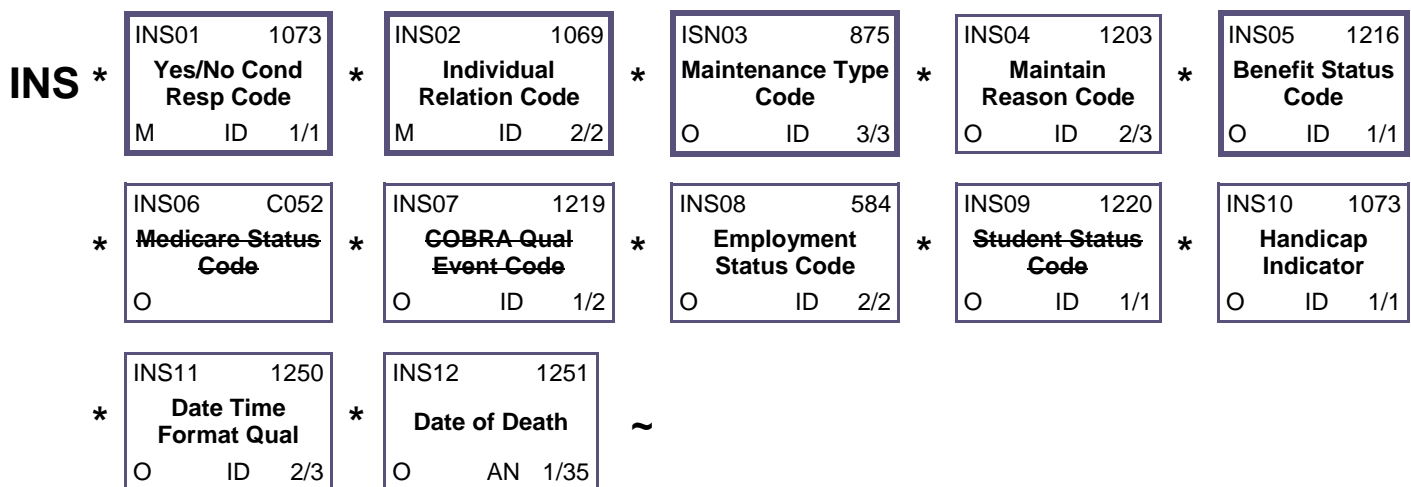 INS * INS01 1073 * INS02 1069 * ISN03 875 * INS04 1203 * INS05 1216
Yes/No Cond Individual Maintenance Type Maintain Benefit Status
Resp Code Relation Code Code Reason Code Code
M ID 1/1 M ID 2/2 O ID 3/3 O ID 2/3 O ID 1/1
* INS06 C052 * INS07 1219 * INS08 584 * INS09 1220 * INS10 1073
Medicare Status COBRA Qual Employment Student Status Handicap
Code Event Code Status Code Code Indicator
O O ID 1/2 O ID 2/2 O ID 1/1 O ID 1/1
* INS11 1250 * INS12 1251 ~
Date Time Date of Death
Format Qual
O ID 2/3 O AN 1/35